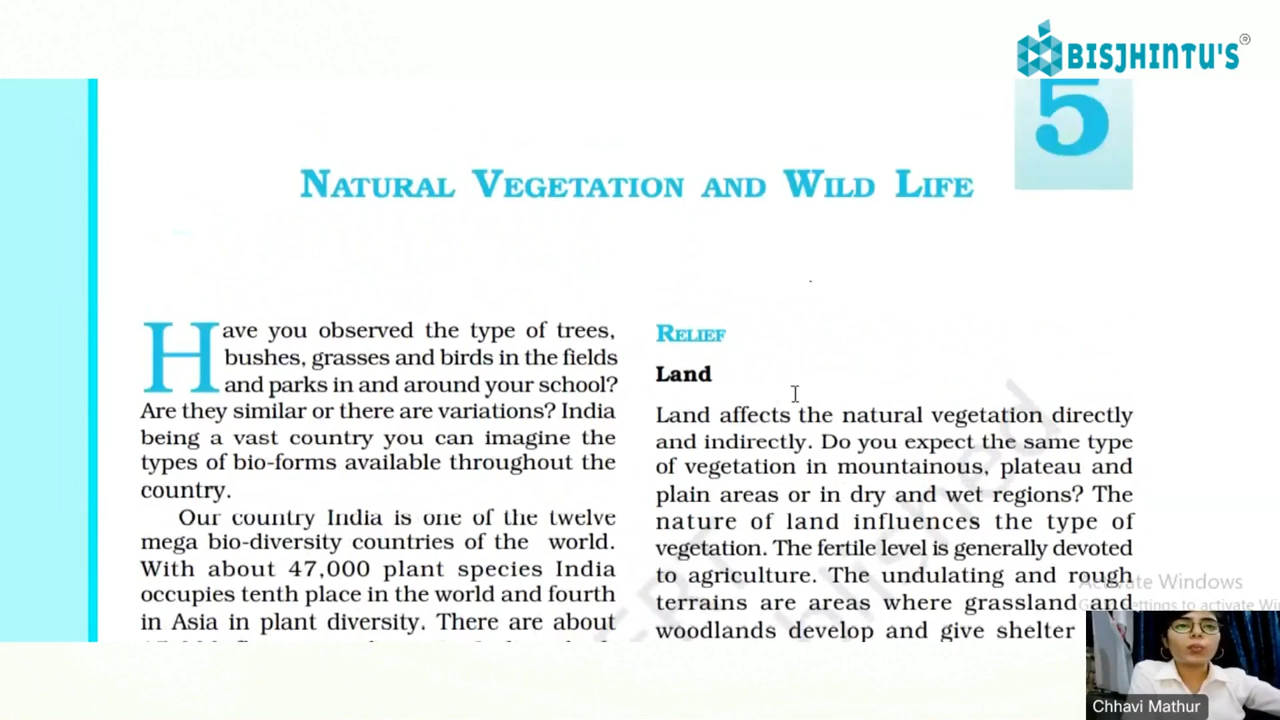 BISJHINTU'S
5
NATURAL VEGETATION AND WILD LIFE
Have you observed the type of trees,
bushes, grasses and birds in the fields
and parks in and around your school?
Are they similar or there are variations? India
being a vast country you can imagine the
types of bio-forms available throughout the
country.
Our country India is one of the twelve
mega bio-diversity countries of the world.
With about 47,000 plant species India
occupies tenth place in the world and fourth
in Asia in plant diversity. There are about
RELIEF
Land
Land affects the natural vegetation directly
and indirectly. Do you expect the same type
of vegetation in mountainous, plateau and
plain areas or in dry and wet regions? The
nature of land influences the type of
vegetation. The fertile level is generally devoted
to agriculture. The undulating and rough
terrains are areas where grassland and
woodlands develop and give shelter
Activate Windows
settings to activate
Chhavi Mathur